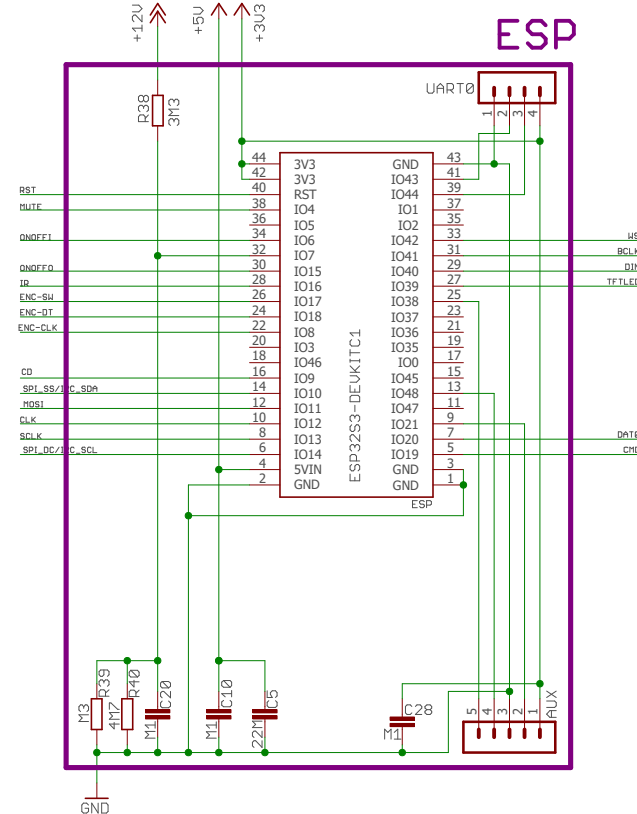 +12V
+5V
+3V3
ESP
R38
3M3
UART0
1
2
3
4
44 3V3 GND 43
42 3V3 IO43 41
RST 40 RST IO44 39
MUTE 38 IO4 IO1 37
36 IO5 IO2 35
ONOFFI 34 IO6 IO42 33 WS
32 IO7 IO41 31 BCLK
ONOFFO 30 IO15 IO40 29 DIN
IR 28 IO16 IO39 27 TFTLED
ENC-SW 26 IO17 IO38 25
ENC-DT 24 IO18 IO37 23
ENC-CLK 22 IO8 IO36 21
20 IO3 IO35 19
18 IO46 IO0 17
CD 16 IO9 IO45 15
SPI_SS/I2C_SDA 14 IO10 IO48 13
MOSI 12 IO11 IO47 11
CLK 10 IO12 IO21 9
SCLK 8 IO13 IO20 7 DAT0
SPI_DC/I2C_SCL 6 IO14 IO19 5 CMD
4 5VIN GND 3
2 GND GND 1
ESP32S3-DEVKITC1
ESP
R39
M3
R40
4M7
C20
M1
C10
M1
C5
22M
C28
M1
5
4
3
2
1
AUX
GND